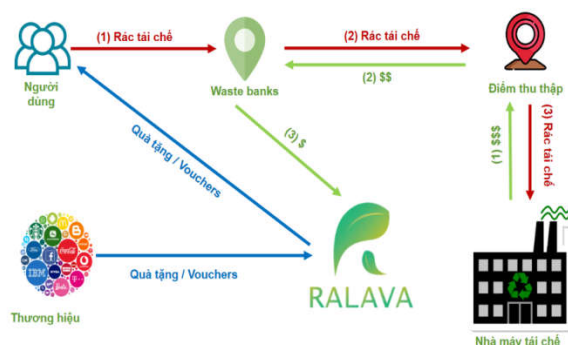 (1) Rác tái chế
(2) Rác tái chế
(2) $$
Người
dùng
Waste banks
Điểm thu thập
(3) $
(1) $$$
(3) Rác
tái chế
Quà tặng / Vouchers
Quà tặng / Vouchers
IBM
RALAVA
Thương hiệu
Nhà máy tái chế